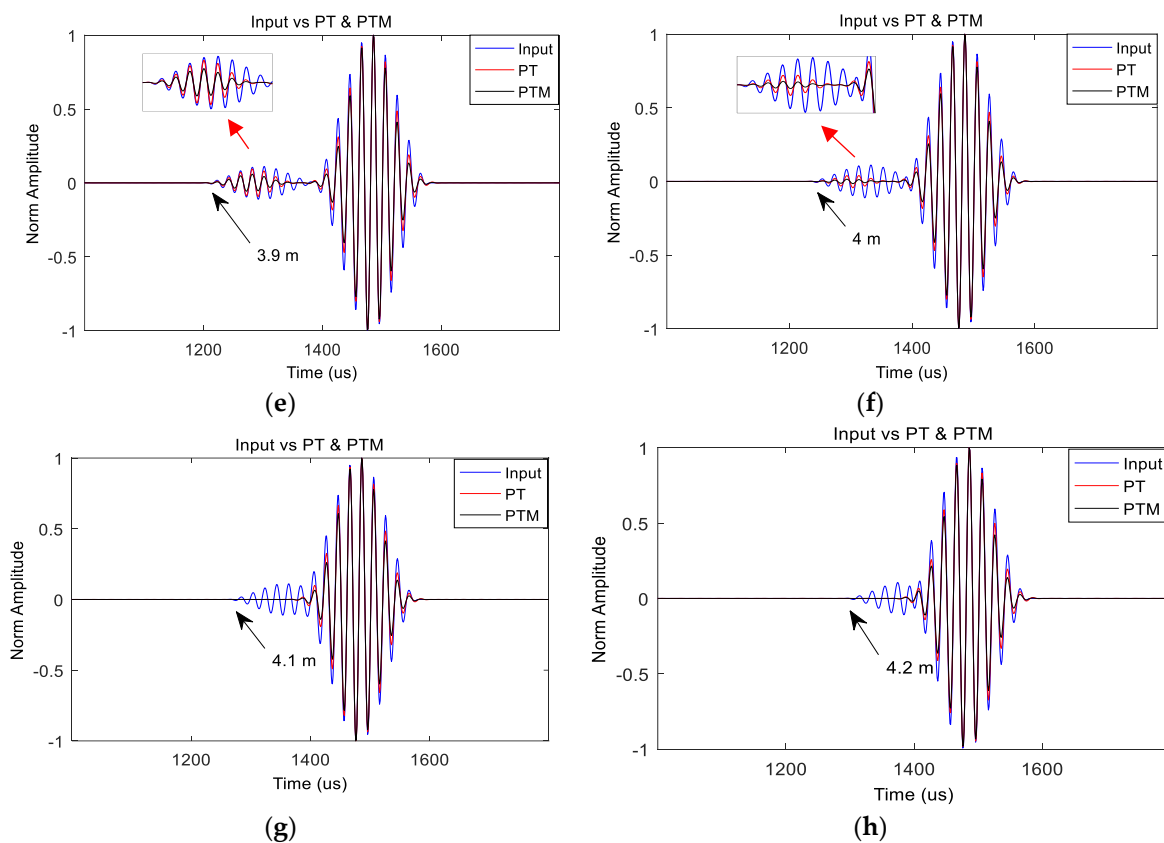 Input vs PT & PTM
1
0.5
0
-0.5
-1
Norm Amplitude
Input
PT
PTM
3.9 m
1200
1400
1600
Time (us)
(e)
Input vs PT & PTM
1
0.5
0
-0.5
-1
Norm Amplitude
Input
PT
PTM
4 m
1200
1400
1600
Time (us)
(f)
Input vs PT & PTM
1
0.5
0
-0.5
-1
Norm Amplitude
Input
PT
PTM
4.1 m
1200
1400
1600
Time (us)
(g)
Input vs PT & PTM
1
0.5
0
-0.5
-1
Norm Amplitude
Input
PT
PTM
4.2 m
1200
1400
1600
Time (us)
(h)